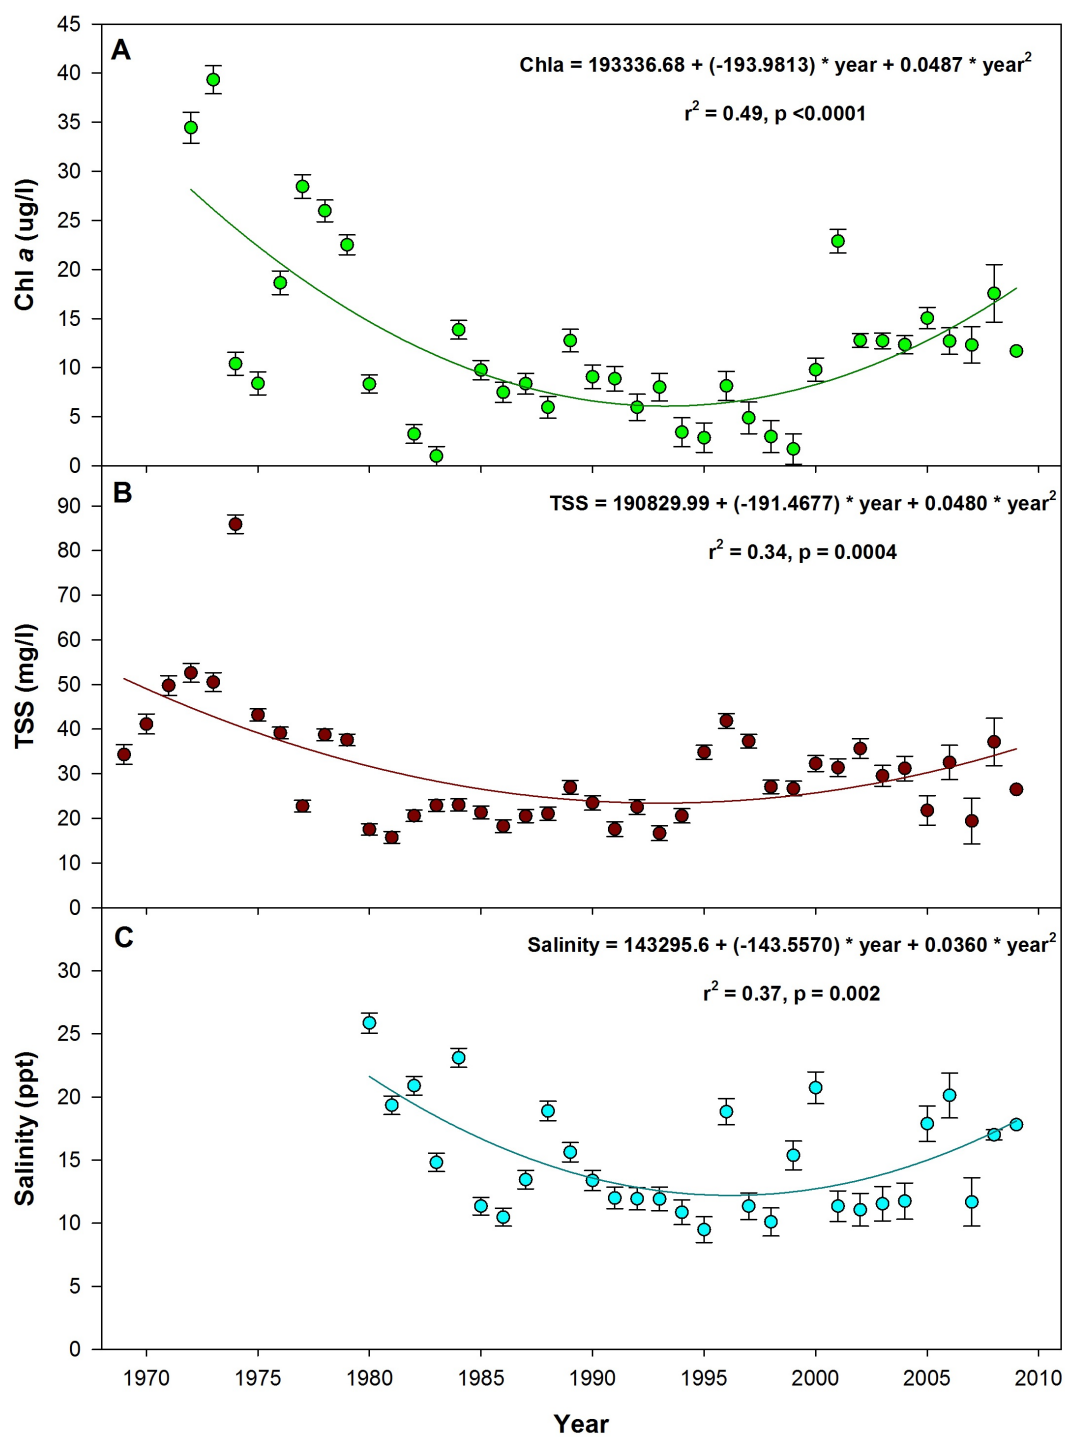 A
Chla = 193336.68 + (-193.9813) * year + 0.0487 * year²
r² = 0.49, p <0.0001
Chl a (ug/l)
45
40
35
30
25
20
15
10
5
0
B
TSS = 190829.99 + (-191.4677) * year + 0.0480 * year²
r² = 0.34, p = 0.0004
TSS (mg/l)
90
80
70
60
50
40
30
20
10
0
C
Salinity = 143295.6 + (-143.5570) * year + 0.0360 * year²
r² = 0.37, p = 0.002
Salinity (ppt)
30
25
20
15
10
5
0
1970 1975 1980 1985 1990 1995 2000 2005 2010
Year